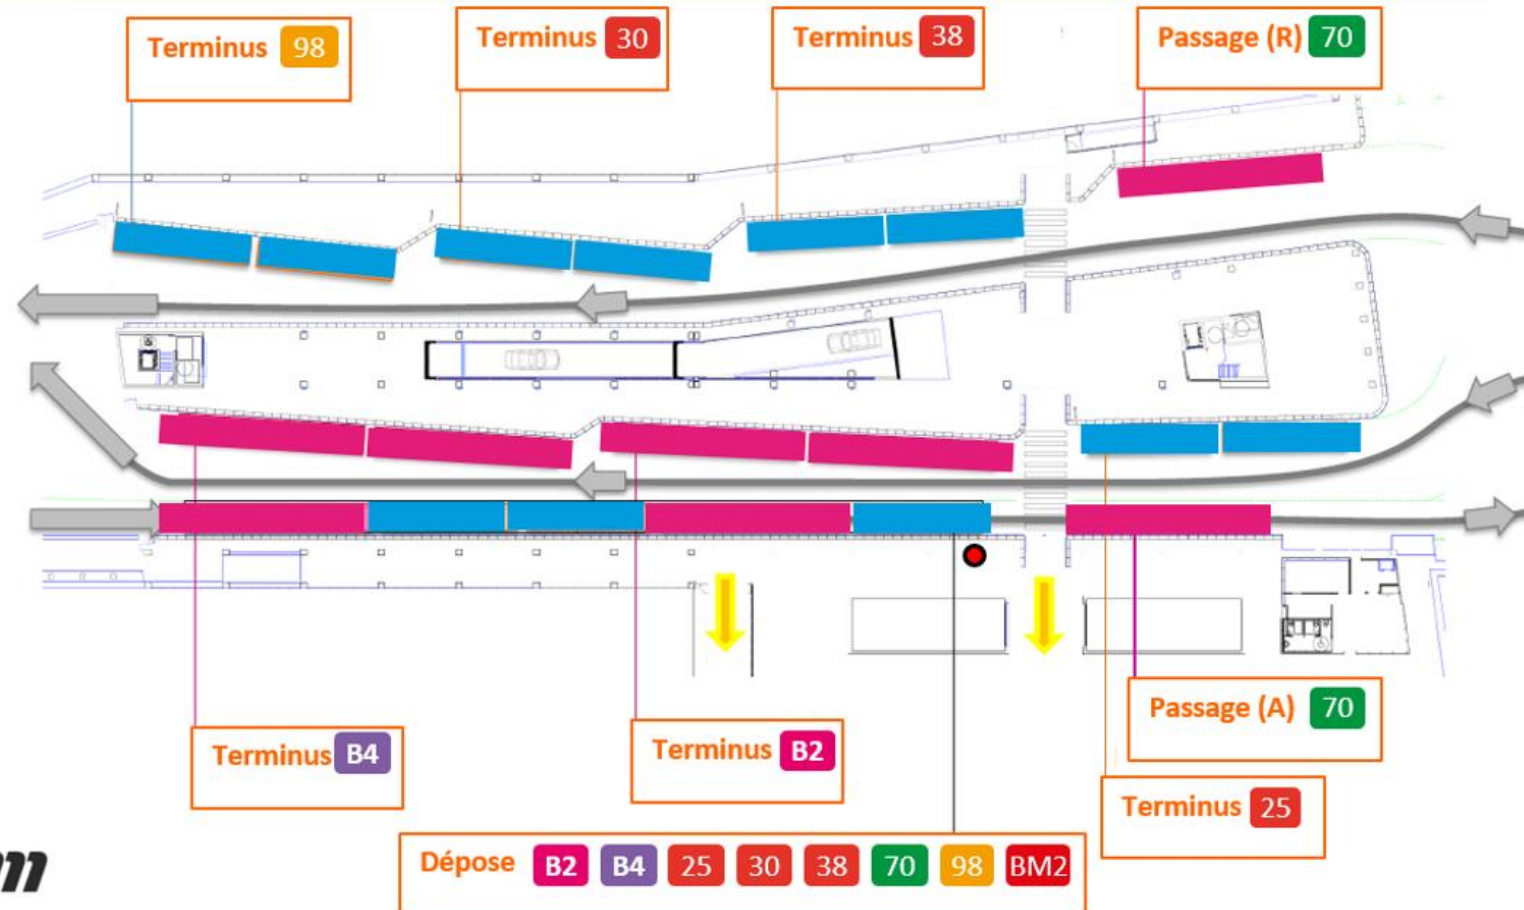 Terminus 98
Terminus 30
Terminus 38
Passage (R) 70
Passage (A) 70
Terminus B4
Terminus B2
Terminus 25
Dépose B2 B4 25 30 38 70 98 BM2